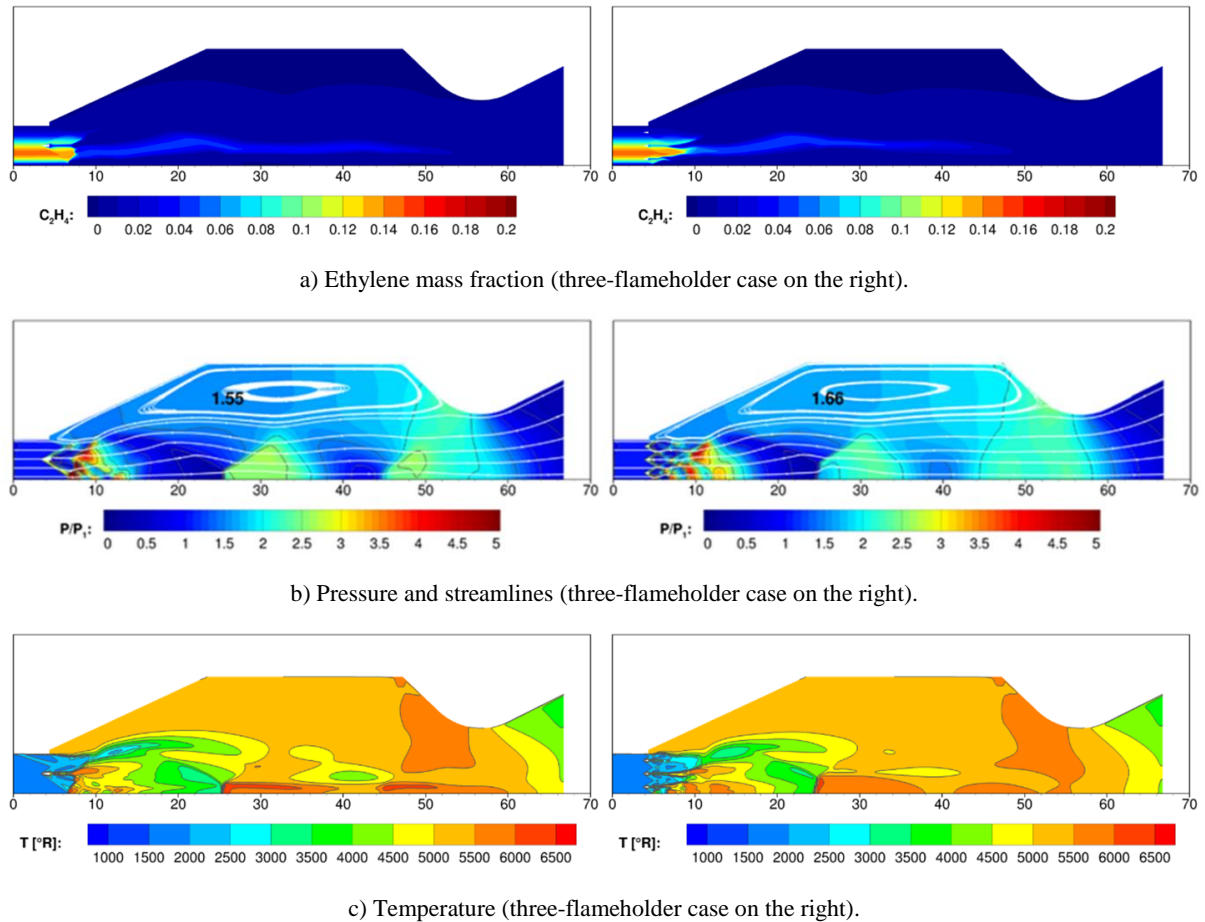 0 10 20 30 40 50 60 70 0 10 20 30 40 50 60 70
C₂H₄: C₂H₄:
0 0.02 0.04 0.06 0.08 0.1 0.12 0.14 0.16 0.18 0.2 0 0.02 0.04 0.06 0.08 0.1 0.12 0.14 0.16 0.18 0.2
a) Ethylene mass fraction (three-flameholder case on the right).
1.55 1.66
0 10 20 30 40 50 60 70 0 10 20 30 40 50 60 70
P/P₁: P/P₁:
0 0.5 1 1.5 2 2.5 3 3.5 4 4.5 5 0 0.5 1 1.5 2 2.5 3 3.5 4 4.5 5
b) Pressure and streamlines (three-flameholder case on the right).
0 10 20 30 40 50 60 70 0 10 20 30 40 50 60 70
T [°R]: T [°R]:
1000 1500 2000 2500 3000 3500 4000 4500 5000 5500 6000 6500 1000 1500 2000 2500 3000 3500 4000 4500 5000 5500 6000 6500
c) Temperature (three-flameholder case on the right).